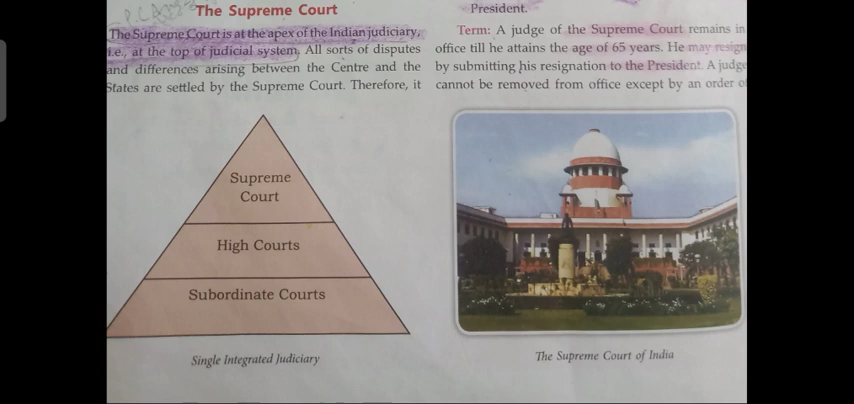 The Supreme Court
The Supreme Court is at the apex of the Indian judiciary,
i.e., at the top of judicial system. All sorts of disputes
and differences arising between the Centre and the
States are settled by the Supreme Court. Therefore, it
Supreme
Court
High Courts
Subordinate Courts
Single Integrated Judiciary
President.
Term: A judge of the Supreme Court remains in
office till he attains the age of 65 years. He may resign
by submitting his resignation to the President. A judge
cannot be removed from office except by an order of
The Supreme Court of India